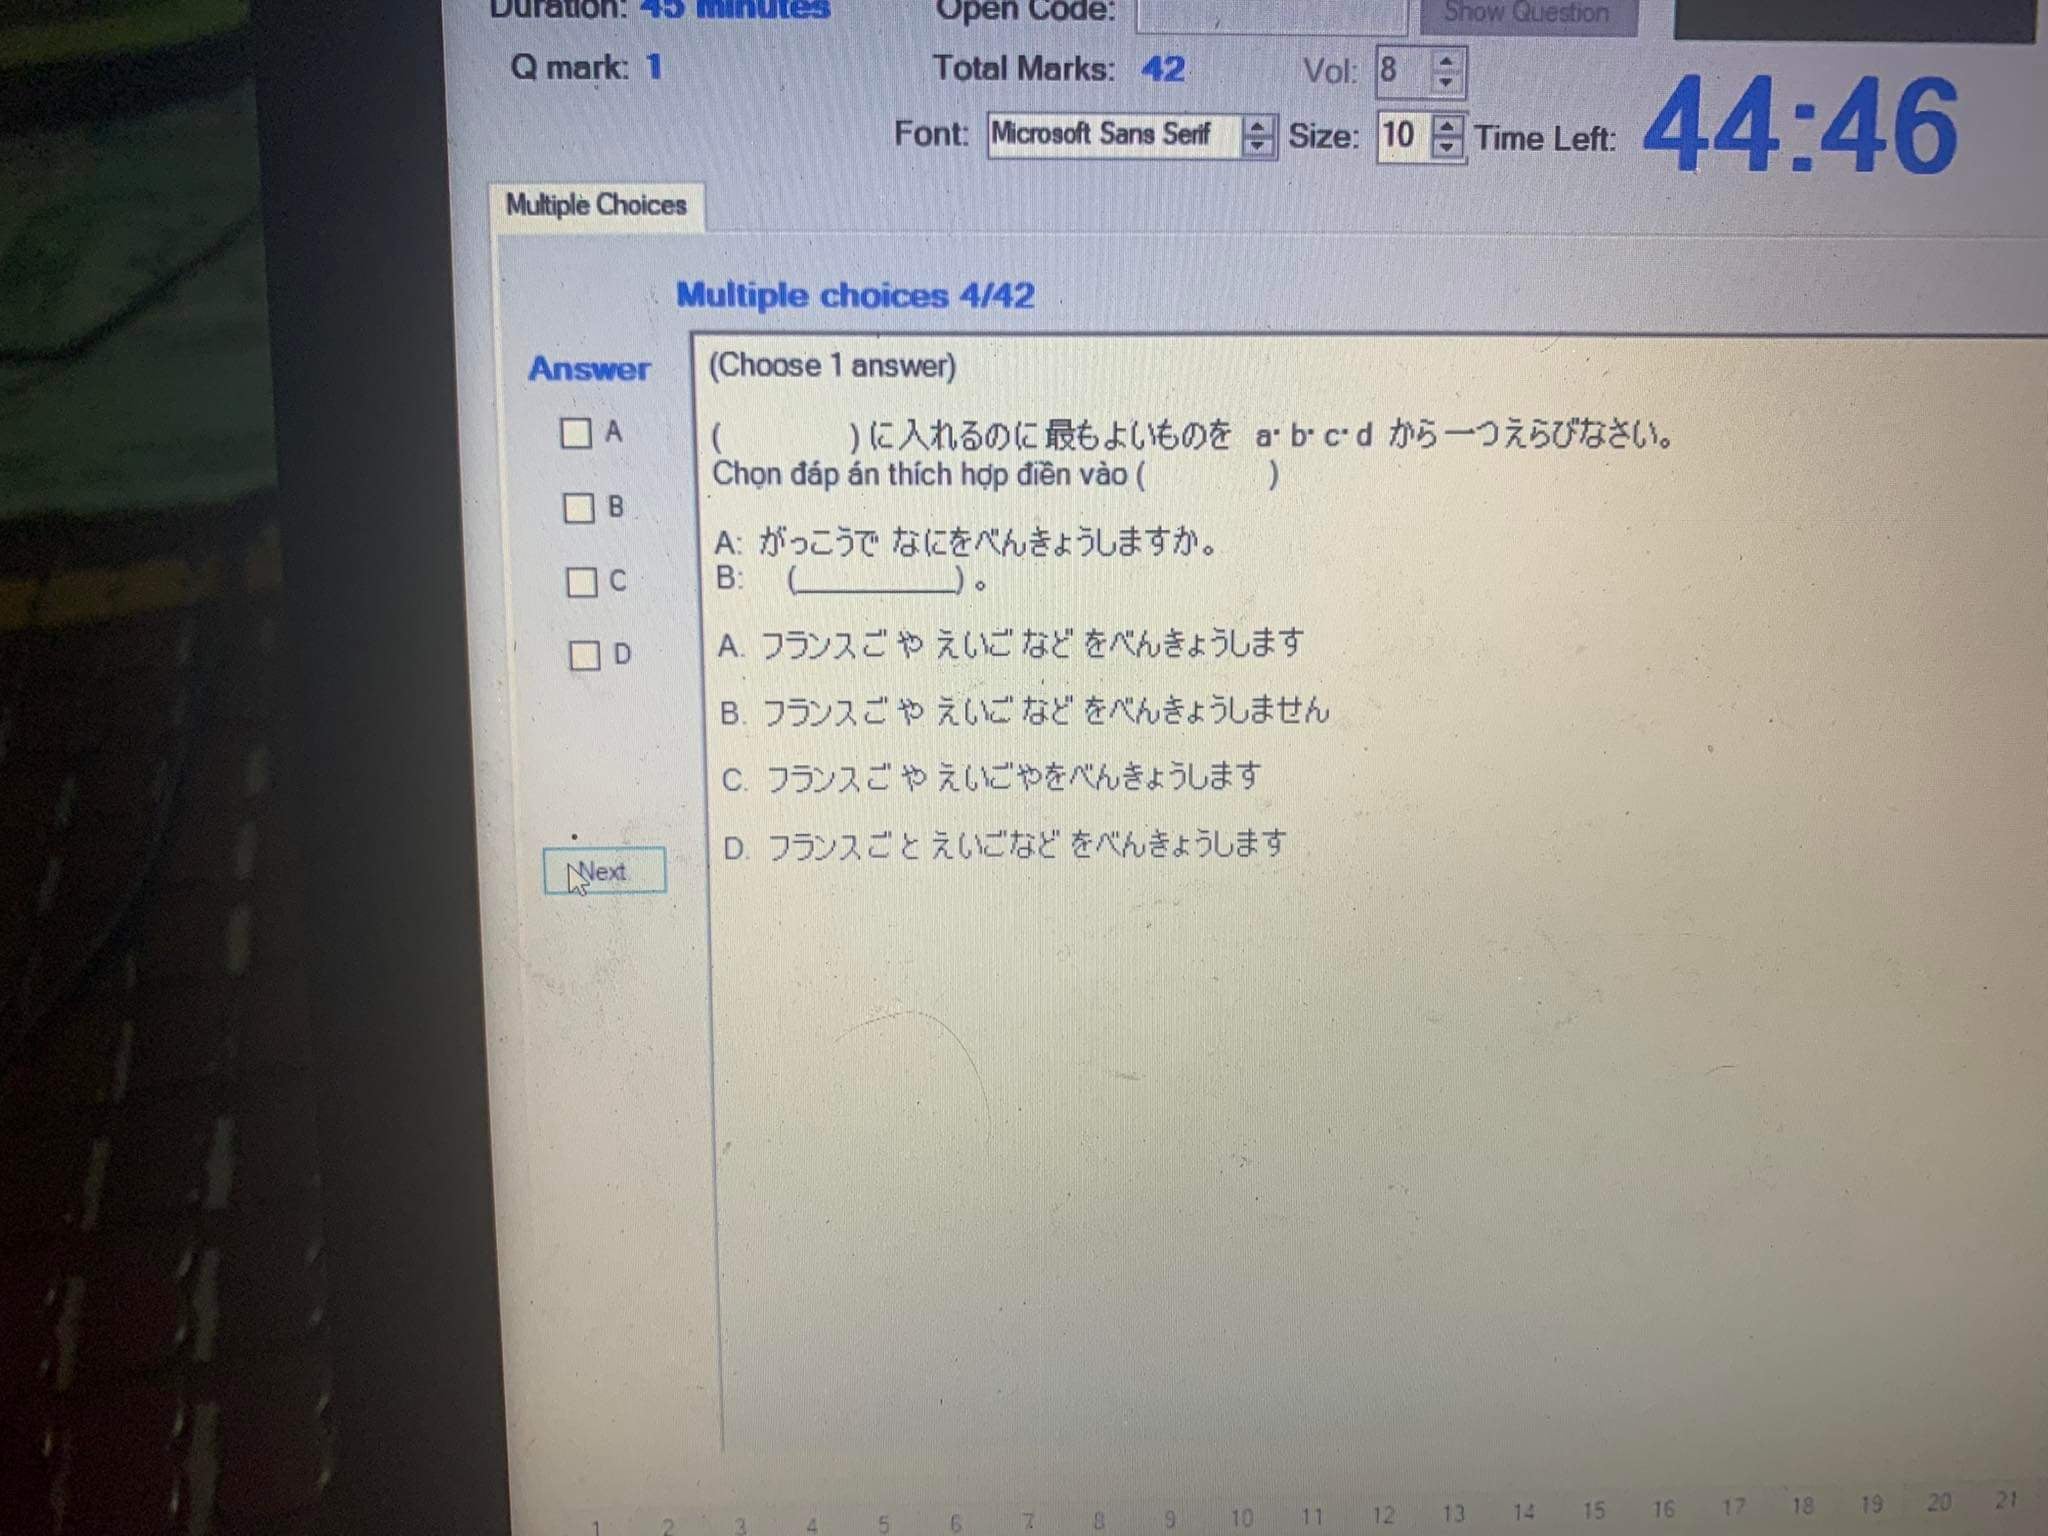 Duration: 45 minutes
Open Code:
Show Question
Q mark: 1
Total Marks: 42
Vol: 8
Font: Microsoft Sans Serif
Size: 10
Time Left: 44:46
Multiple Choices
Multiple choices 4/42
Answer
(Choose 1 answer)
A
B
C
D
Next
( )に入れるのに最もよいものを a· b· c· d から一つえらびなさい。
Chọn đáp án thích hợp điền vào ( )
A: がっこうで なにをべんきょうしますか。
B: (__________) 。
A. フランスご や えいご など をべんきょうします
B. フランスご や えいご など をべんきょうしません
C. フランスご や えいごやをべんきょうします
D. フランスご と えいごなど をべんきょうします
1 2 3 4 5 6 7 8 9 10 11 12 13 14 15 16 17 18 19 20 21